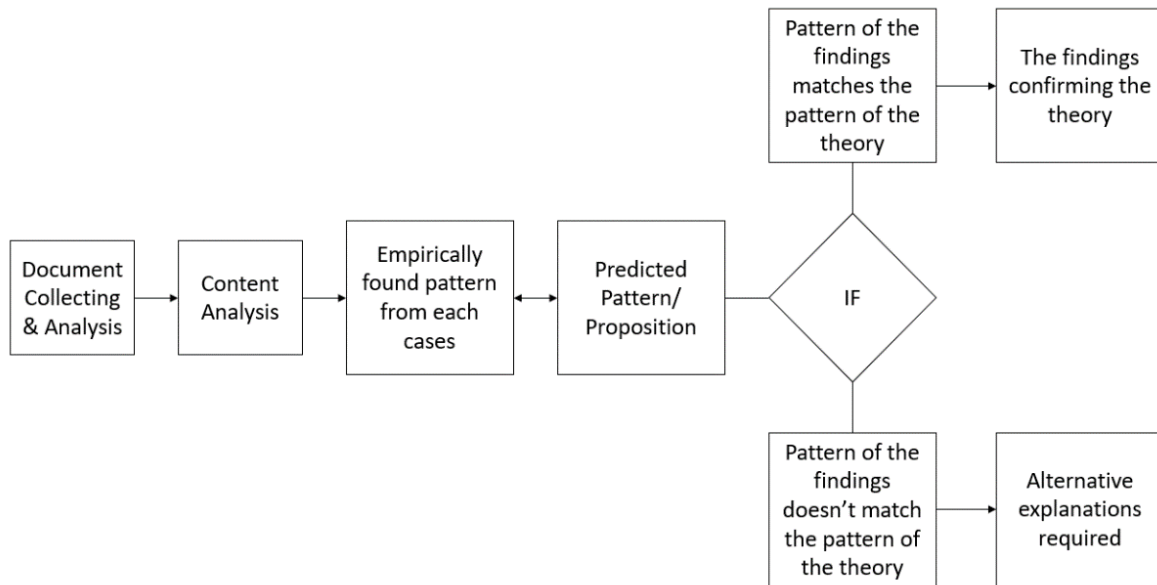 Document
Collecting
& Analysis
Content
Analysis
Empirically
found pattern
from each
cases
Predicted
Pattern/
Proposition
IF
Pattern of the
findings
matches the
pattern of the
theory
The findings
confirming the
theory
Pattern of the
findings
doesn’t match
the pattern of
the theory
Alternative
explanations
required